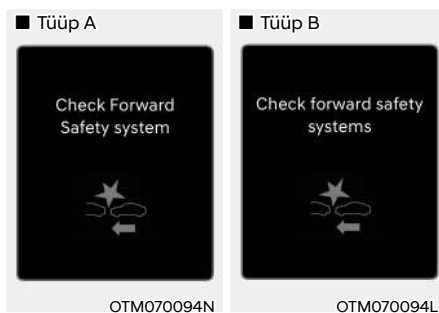 ■ Tüüp A
Check Forward
Safety system
OTM070094N
■ Tüüp B
Check forward safety
systems
OTM070094L